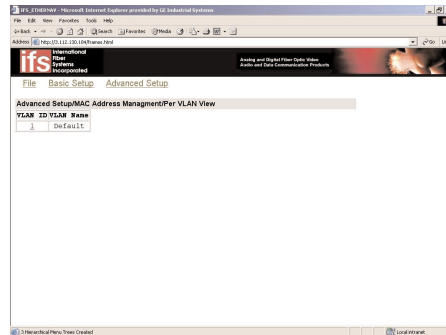 IFS_ETHERNAV - Microsoft Internet Explorer provided by GE Industrial Systems
File Edit View Favorites Tools Help
Back Search Favorites Media
Address http://3.112.130.104/frames.html Go
ifs International Fiber Systems Incorporated
Analog and Digital Fiber Optic Video
Audio and Data Communication Products
File Basic Setup Advanced Setup
Advanced Setup/MAC Address Managment/Per VLAN View
VLAN ID VLAN Name
1 Default
3 Hierarchical Menu Trees Created Local intranet